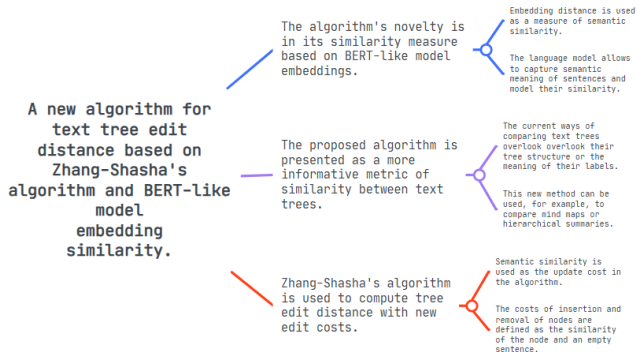 A new algorithm for
text tree edit
distance based on
Zhang-Shasha's
algorithm and BERT-like
model
embedding
similarity.
The algorithm's novelty is
in its similarity measure
based on BERT-like model
embeddings.
Embedding distance is used
as a measure of semantic
similarity.
The language model allows
to capture semantic
meaning of sentences and
model their similarity.
The proposed algorithm is
presented as a more
informative metric of
similarity between text
trees.
The current ways of
comparing text trees
overlook overlook their
tree structure or the
meaning of their labels.
This new method can be
used, for example, to
compare mind maps or
hierarchical summaries.
Zhang-Shasha's algorithm
is used to compute tree
edit distance with new
edit costs.
Semantic similarity is
used as the update cost in
the algorithm.
The costs of insertion and
removal of nodes are
defined as the similarity
of the node and an empty
sentence.